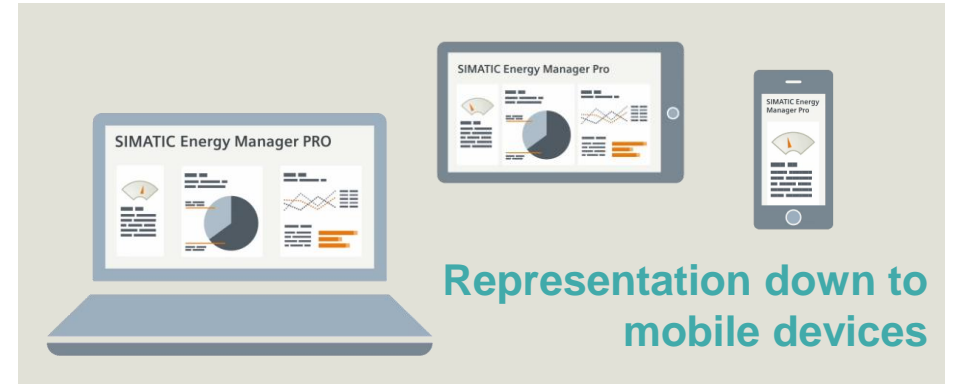 SIMATIC Energy Manager PRO
SIMATIC Energy Manager Pro
SIMATIC Energy
Manager Pro
Representation down to
mobile devices